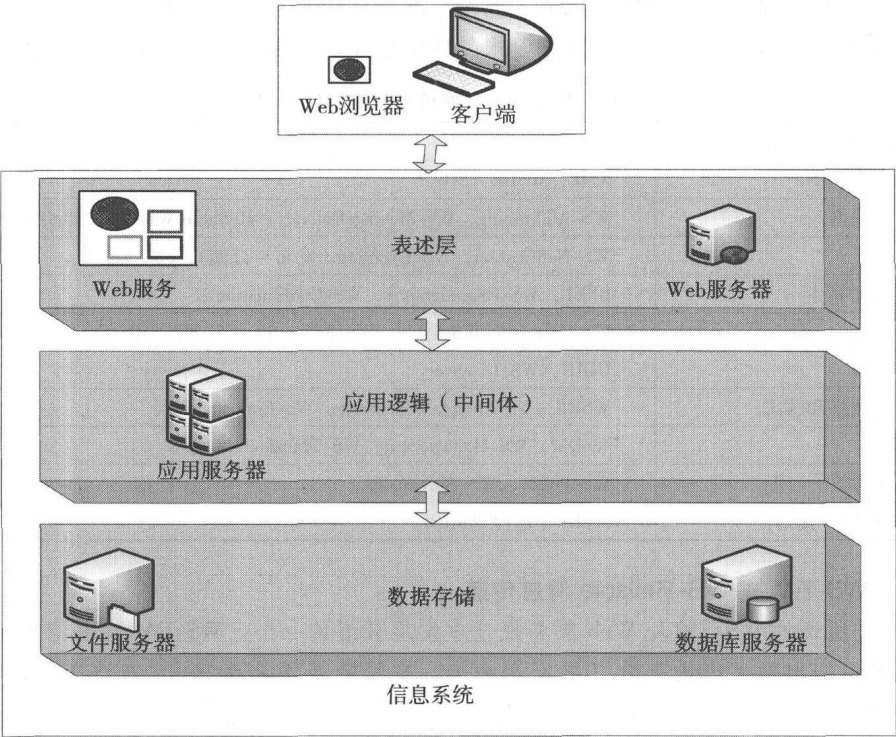 Web浏览器
客户端
表述层
Web服务
Web服务器
应用逻辑（中间体）
应用服务器
数据存储
文件服务器
数据库服务器
信息系统